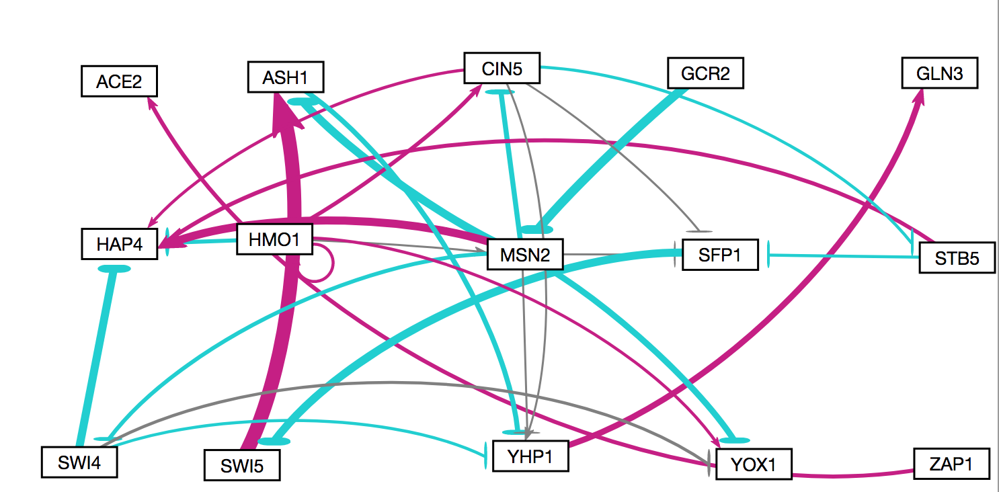 CIN5
ASH1
GCR2
GLN3
ACE2
HMO1
HAP4
MSN2
SFP1
STB5
SWI4
SWI5
YHP1
YOX1
ZAP1